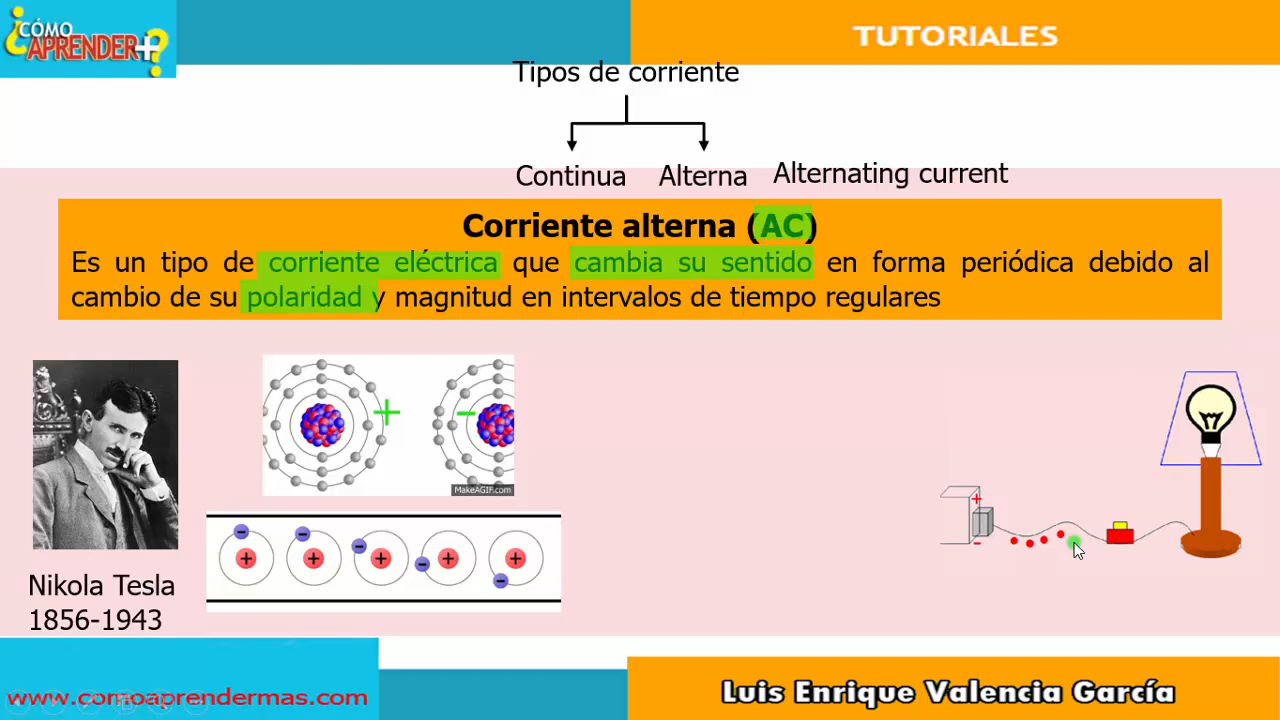 ¿CÓMO
APRENDER+?
TUTORIALES
Tipos de corriente
Continua
Alterna
Alternating current
Corriente alterna (AC)
Es un tipo de corriente eléctrica que cambia su sentido en forma periódica debido al
cambio de su polaridad y magnitud en intervalos de tiempo regulares
+
-
MakeAGIF.com
- - - - -
+ + + + +
+
-
Nikola Tesla
1856-1943
www.comoaprendermas.com
Luis Enrique Valencia García